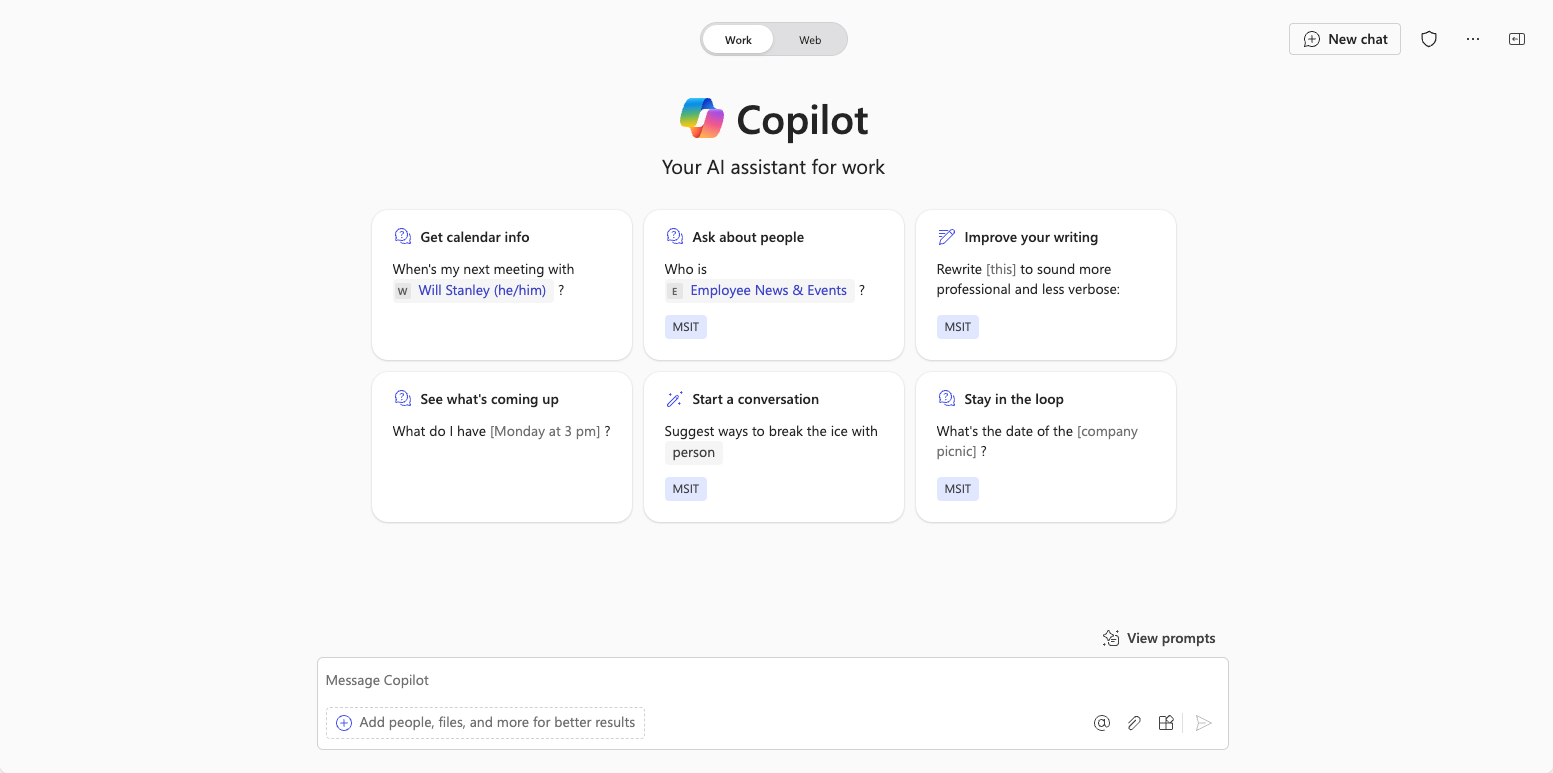 Work
Web
New chat
Copilot
Your AI assistant for work
Get calendar info
When's my next meeting with
W Will Stanley (he/him) ?
Ask about people
Who is
E Employee News & Events ?
MSIT
Improve your writing
Rewrite [this] to sound more
professional and less verbose:
MSIT
See what's coming up
What do I have [Monday at 3 pm] ?
Start a conversation
Suggest ways to break the ice with
person
MSIT
Stay in the loop
What's the date of the [company
picnic] ?
MSIT
View prompts
Message Copilot
Add people, files, and more for better results